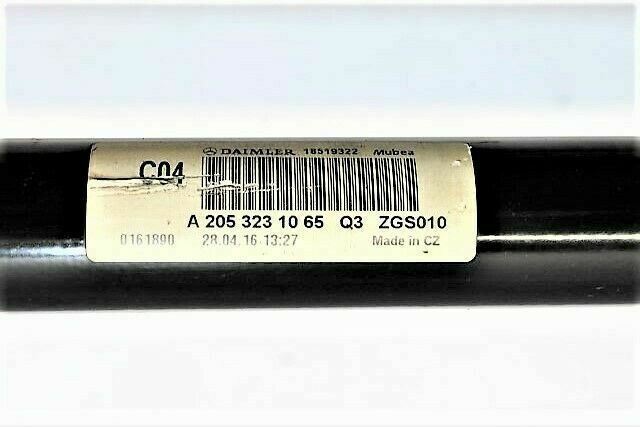 DAIMLER 18519322 Mubea
C04
A 205 323 10 65 Q3 ZGS010
0161890 28.04.16 13:27 Made in CZ